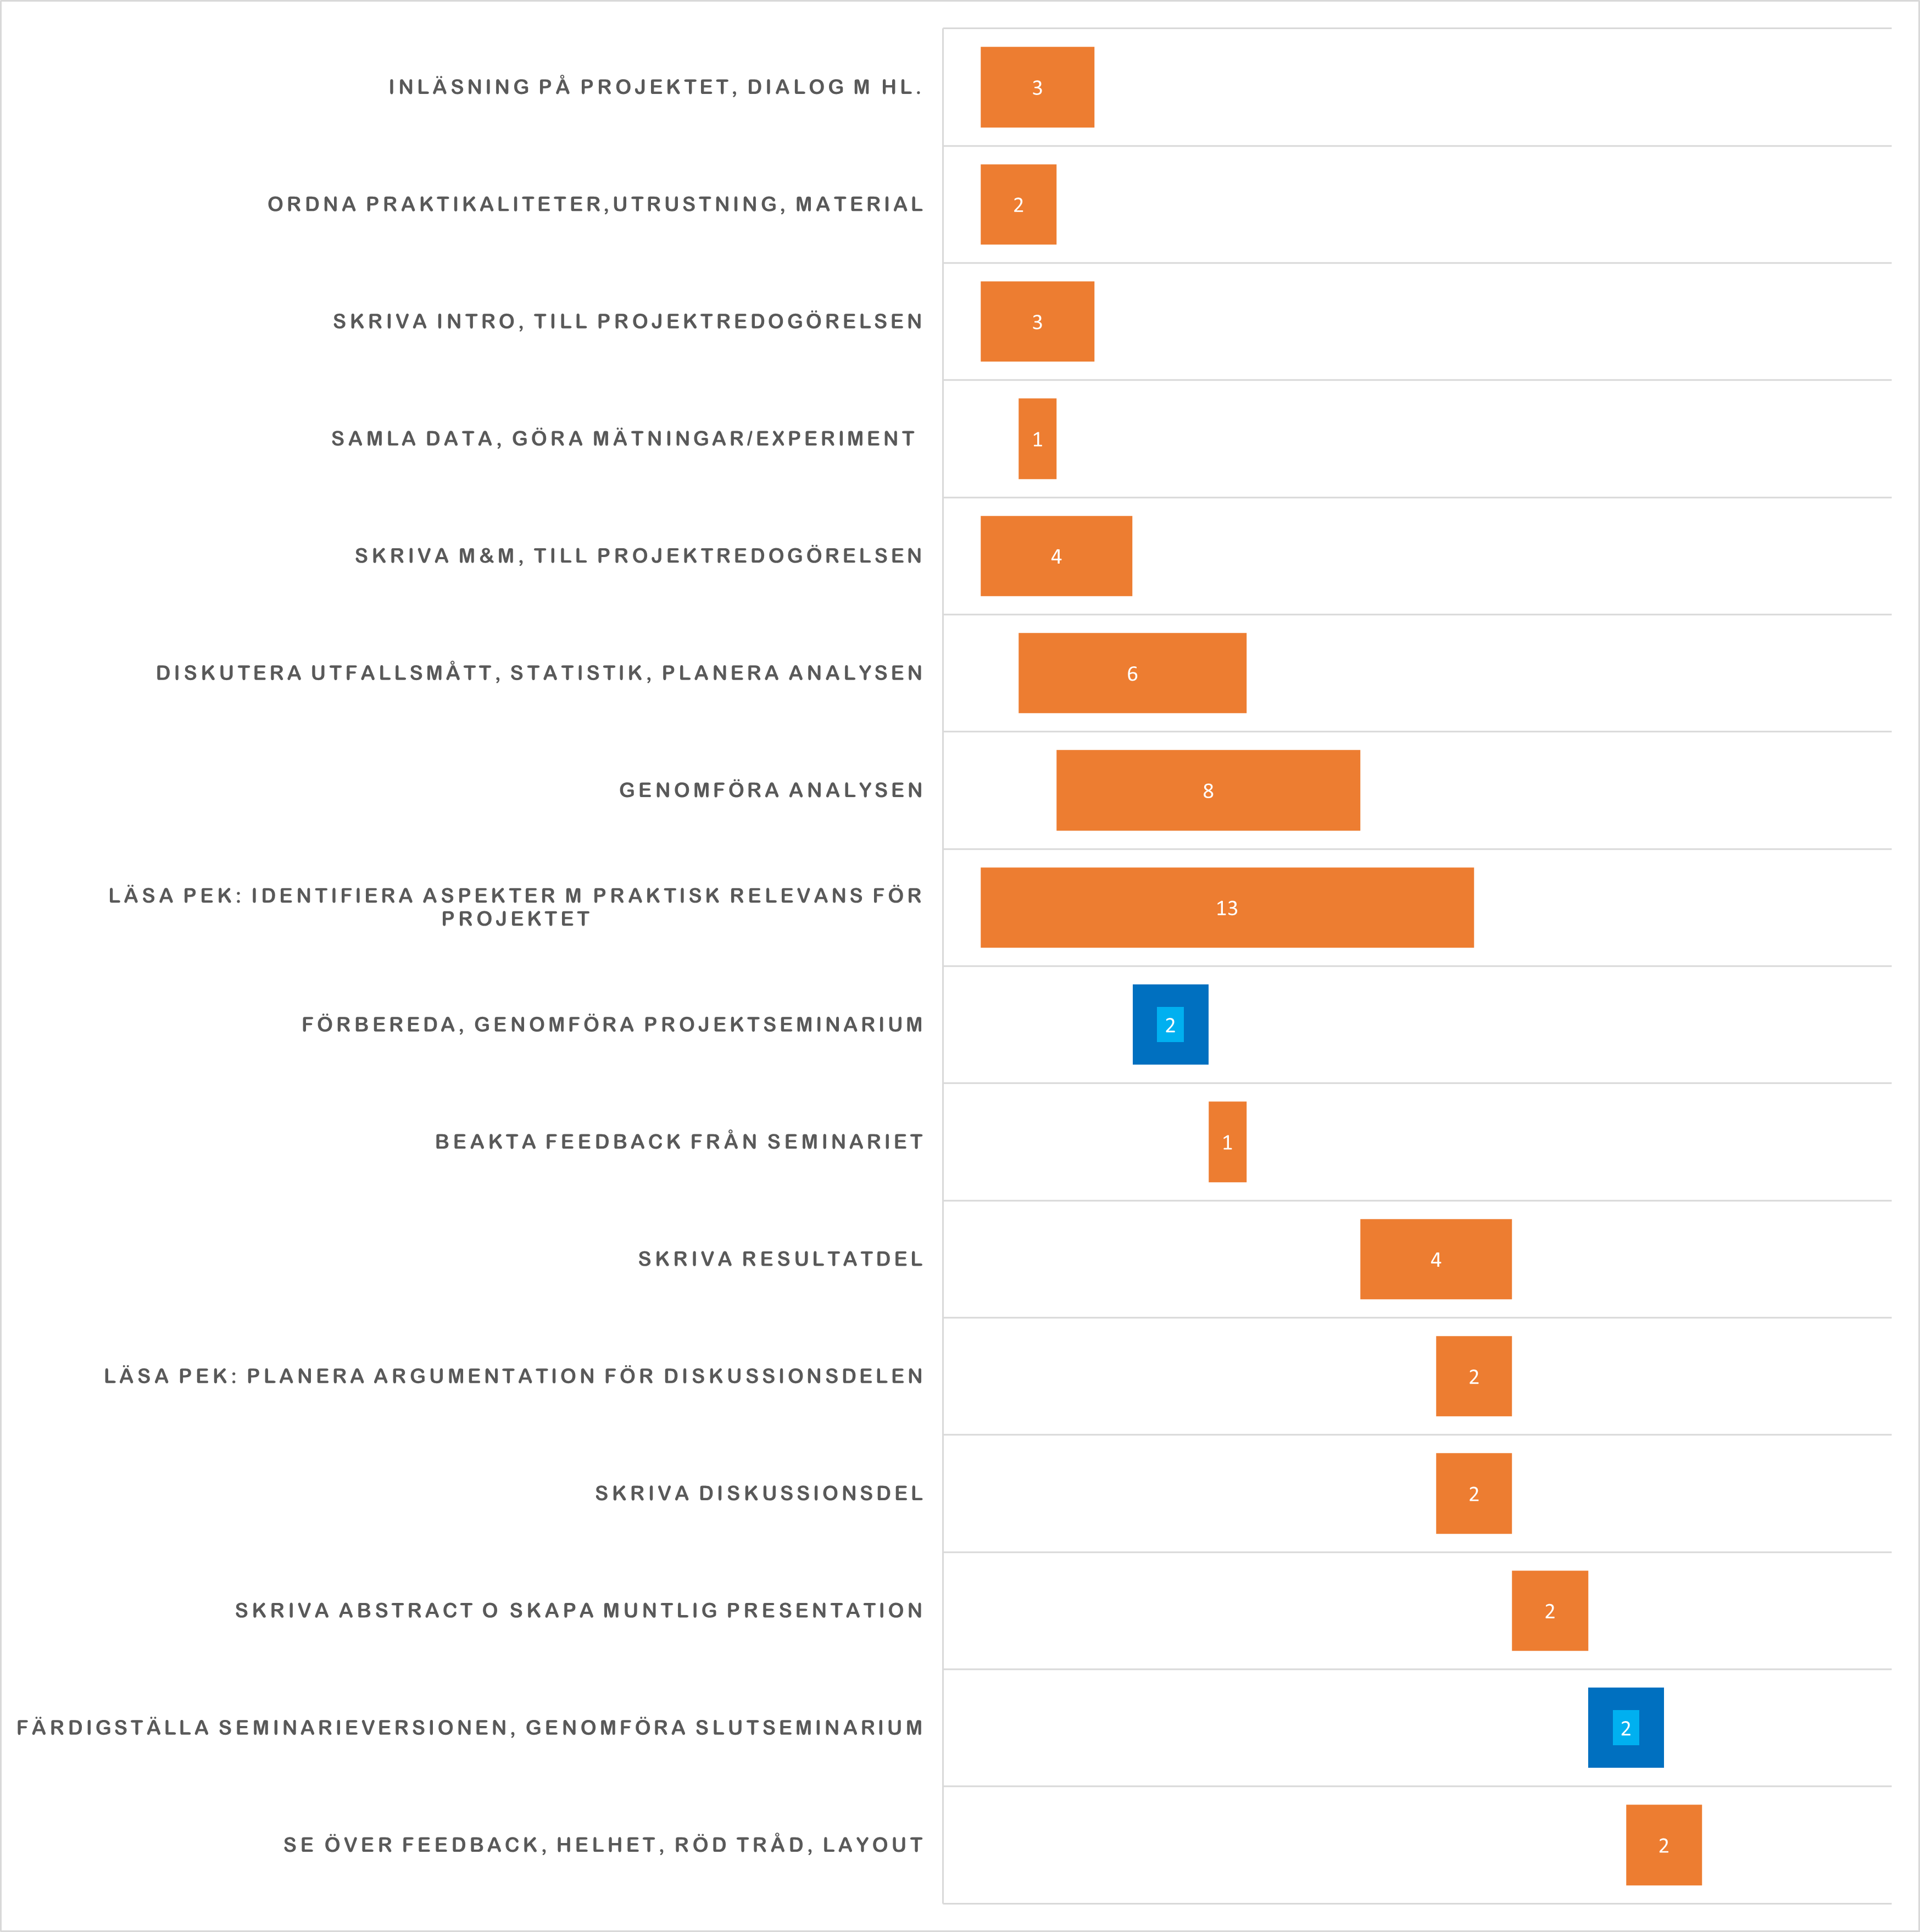 INLÄSNING PÅ PROJEKTET, DIALOG M HL.
3
ORDNA PRAKTIKALITETER,UTRUSTNING, MATERIAL
2
SKRIVA INTRO, TILL PROJEKTREDOGÖRELSEN
3
SAMLA DATA, GÖRA MÄTNINGAR/EXPERIMENT
1
SKRIVA M&M, TILL PROJEKTREDOGÖRELSEN
4
DISKUTERA UTFALLSMÅTT, STATISTIK, PLANERA ANALYSEN
6
GENOMFÖRA ANALYSEN
8
LÄSA PEK: IDENTIFIERA ASPEKTER M PRAKTISK RELEVANS FÖR
PROJEKTET
13
FÖRBEREDA, GENOMFÖRA PROJEKTSEMINARIUM
2
BEAKTA FEEDBACK FRÅN SEMINARIET
1
SKRIVA RESULTATDEL
4
LÄSA PEK: PLANERA ARGUMENTATION FÖR DISKUSSIONSDELEN
2
SKRIVA DISKUSSIONSDEL
2
SKRIVA ABSTRACT O SKAPA MUNTLIG PRESENTATION
2
FÄRDIGSTÄLLA SEMINARIEVERSIONEN, GENOMFÖRA SLUTSEMINARIUM
2
SE ÖVER FEEDBACK, HELHET, RÖD TRÅD, LAYOUT
2